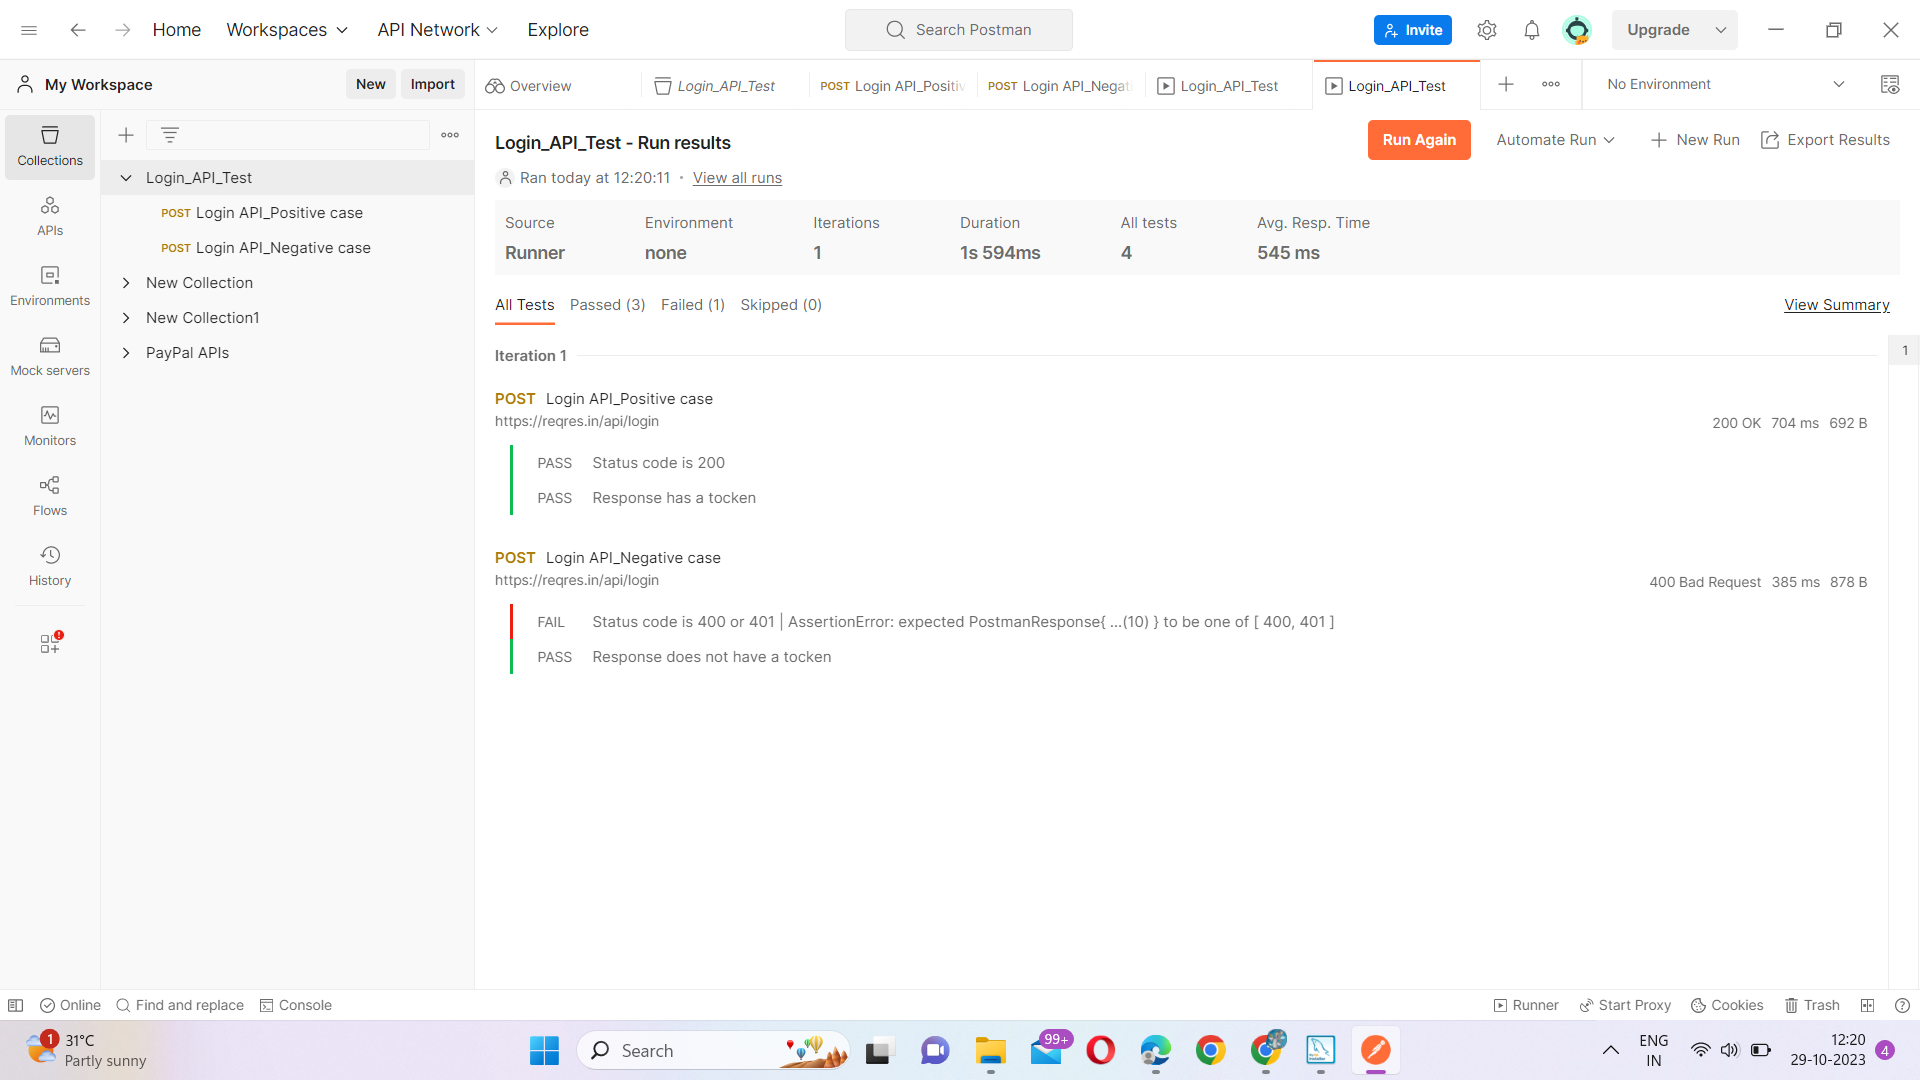 Home Workspaces API Network Explore
Search Postman
Invite
Upgrade
My Workspace
New Import
Overview
Login_API_Test
POST Login API_Positiv
POST Login API_Negati
Login_API_Test
Login_API_Test
No Environment
Collections
APIs
Environments
Mock servers
Monitors
Flows
History
Login_API_Test
POST Login API_Positive case
POST Login API_Negative case
New Collection
New Collection1
PayPal APIs
Login_API_Test - Run results
Run Again Automate Run New Run Export Results
Ran today at 12:20:11 · View all runs
Source Environment Iterations Duration All tests Avg. Resp. Time
Runner none 1 1s 594ms 4 545 ms
All Tests Passed (3) Failed (1) Skipped (0) View Summary
Iteration 1
1
POST Login API_Positive case
https://reqres.in/api/login
200 OK 704 ms 692 B
PASS Status code is 200
PASS Response has a tocken
POST Login API_Negative case
https://reqres.in/api/login
400 Bad Request 385 ms 878 B
FAIL Status code is 400 or 401 | AssertionError: expected PostmanResponse{ ...(10) } to be one of [ 400, 401 ]
PASS Response does not have a tocken
Online Find and replace Console
Runner Start Proxy Cookies Trash
1
31°C
Partly sunny
Search
99+
ENG
IN
12:20
29-10-2023
4